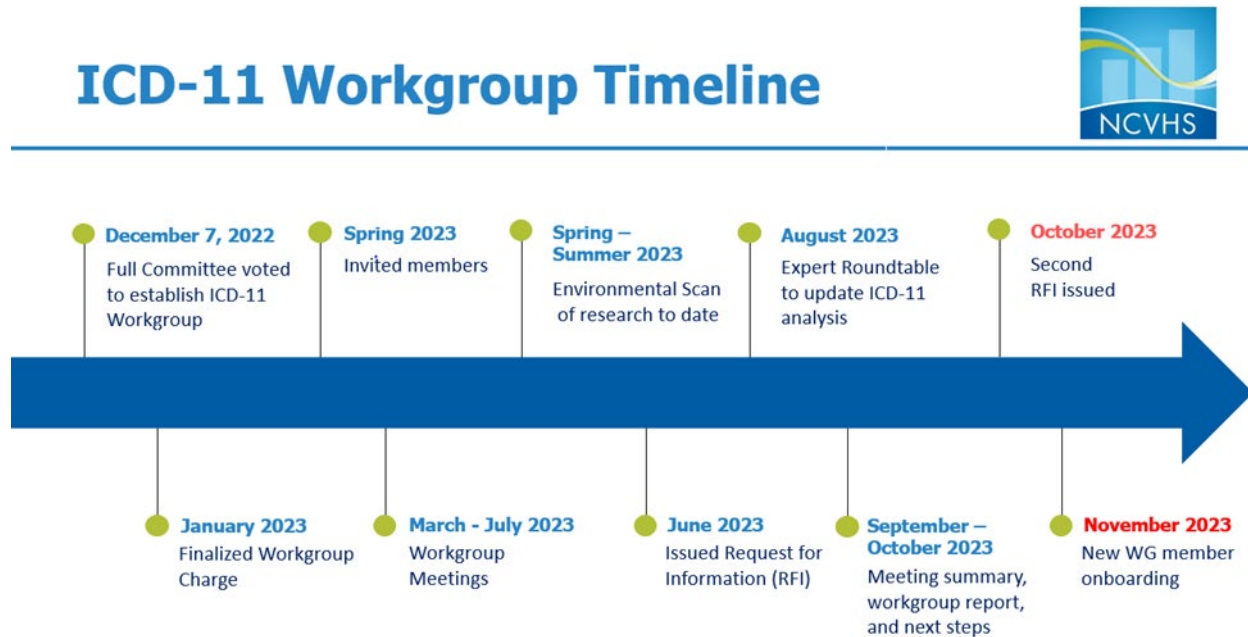 ICD-11 Workgroup Timeline
NCVHS
December 7, 2022
Full Committee voted
to establish ICD-11
Workgroup
Spring 2023
Invited members
Spring –
Summer 2023
Environmental Scan
of research to date
August 2023
Expert Roundtable
to update ICD-11
analysis
October 2023
Second
RFI issued
January 2023
Finalized Workgroup
Charge
March - July 2023
Workgroup
Meetings
June 2023
Issued Request for
Information (RFI)
September –
October 2023
Meeting summary,
workgroup report,
and next steps
November 2023
New WG member
onboarding